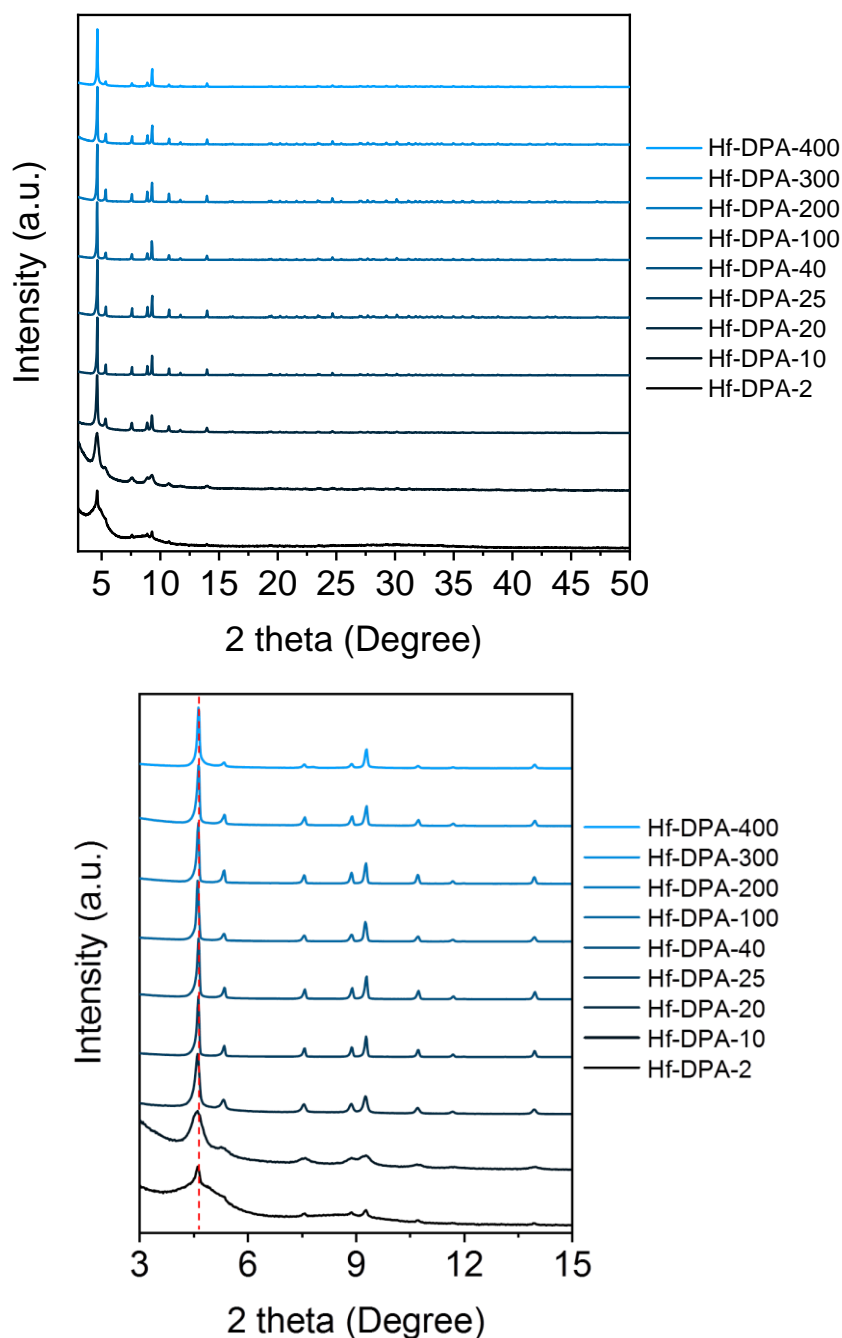 Intensity (a.u.)
Hf-DPA-400
Hf-DPA-300
Hf-DPA-200
Hf-DPA-100
Hf-DPA-40
Hf-DPA-25
Hf-DPA-20
Hf-DPA-10
Hf-DPA-2
5 10 15 20 25 30 35 40 45 50
2 theta (Degree)
Intensity (a.u.)
Hf-DPA-400
Hf-DPA-300
Hf-DPA-200
Hf-DPA-100
Hf-DPA-40
Hf-DPA-25
Hf-DPA-20
Hf-DPA-10
Hf-DPA-2
3 6 9 12 15
2 theta (Degree)